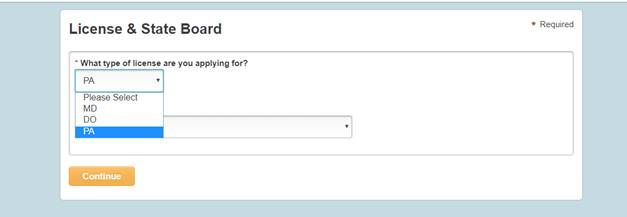 License & State Board
* Required
* What type of license are you applying for?
PA
Please Select
MD
DO
PA
Continue